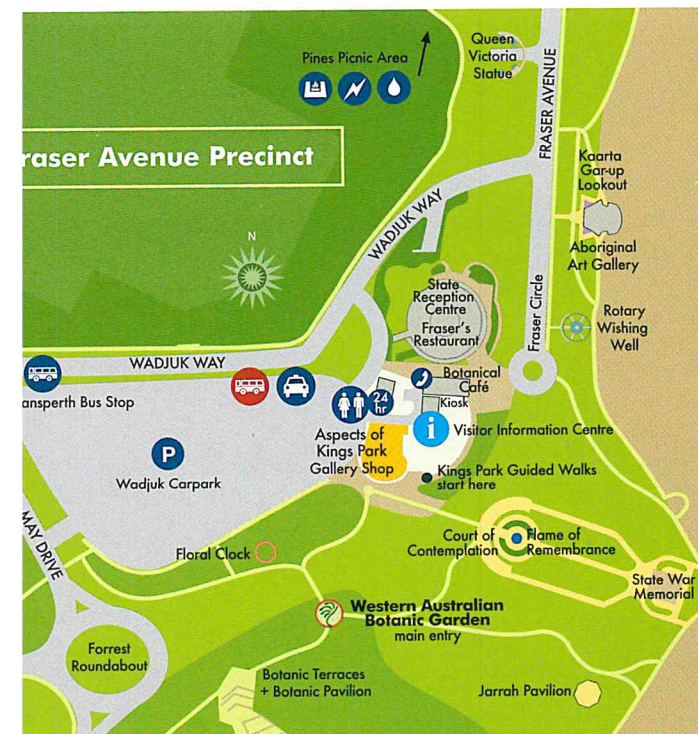 Pines Picnic Area
Queen
Victoria
Statue
FRASER AVENUE
raser Avenue Precinct
Kaarta
Gar-up
Lookout
WADJUK WAY
N
Aboriginal
Art Gallery
State
Reception
Centre
Fraser's
Restaurant
Fraser Circle
Rotary
Wishing
Well
WADJUK WAY
Botanical
Café
Kiosk
ansperth Bus Stop
24
hr
i
Visitor Information Centre
Aspects of
Kings Park
Gallery Shop
P
Wadjuk Carpark
Kings Park Guided Walks
start here
MAY DRIVE
Floral Clock
Court of
Contemplation
Flame of
Remembrance
State War
Memorial
Western Australian
Botanic Garden
main entry
Forrest
Roundabout
Botanic Terraces
+ Botanic Pavilion
Jarrah Pavilion